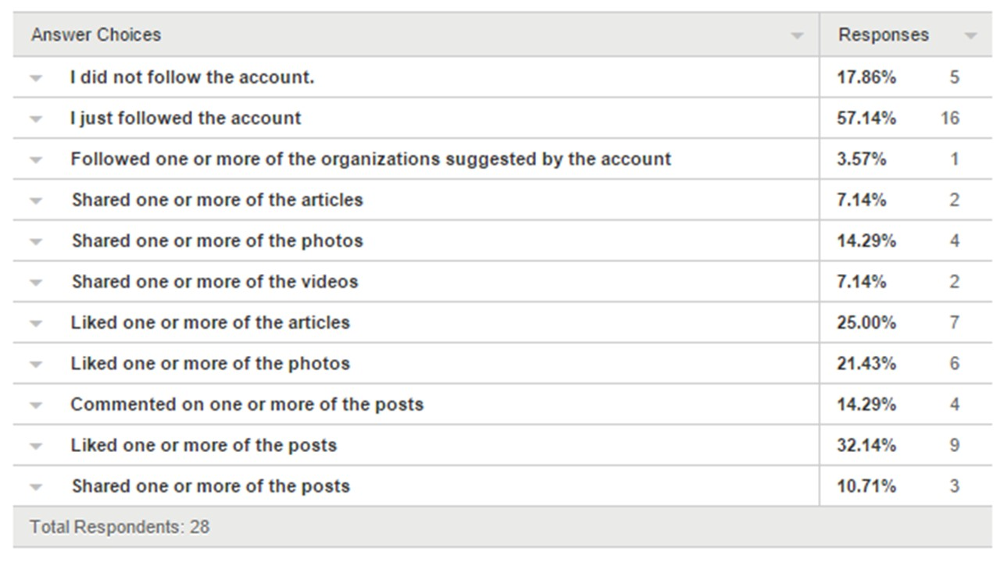 Answer Choices Responses
I did not follow the account. 17.86% 5
I just followed the account 57.14% 16
Followed one or more of the organizations suggested by the account 3.57% 1
Shared one or more of the articles 7.14% 2
Shared one or more of the photos 14.29% 4
Shared one or more of the videos 7.14% 2
Liked one or more of the articles 25.00% 7
Liked one or more of the photos 21.43% 6
Commented on one or more of the posts 14.29% 4
Liked one or more of the posts 32.14% 9
Shared one or more of the posts 10.71% 3
Total Respondents: 28